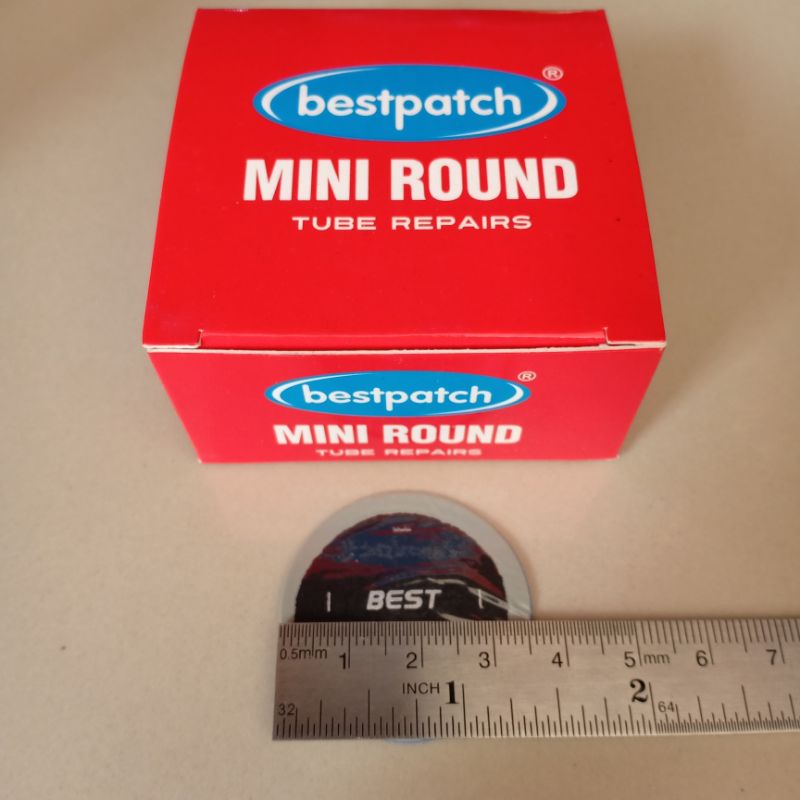 bestpatch®
MINI ROUND
TUBE REPAIRS
bestpatch®
MINI ROUND
TUBE REPAIRS
BEST
0.5mm 1 2 3 4 5 mm 6 7
INCH 1 2
32 64